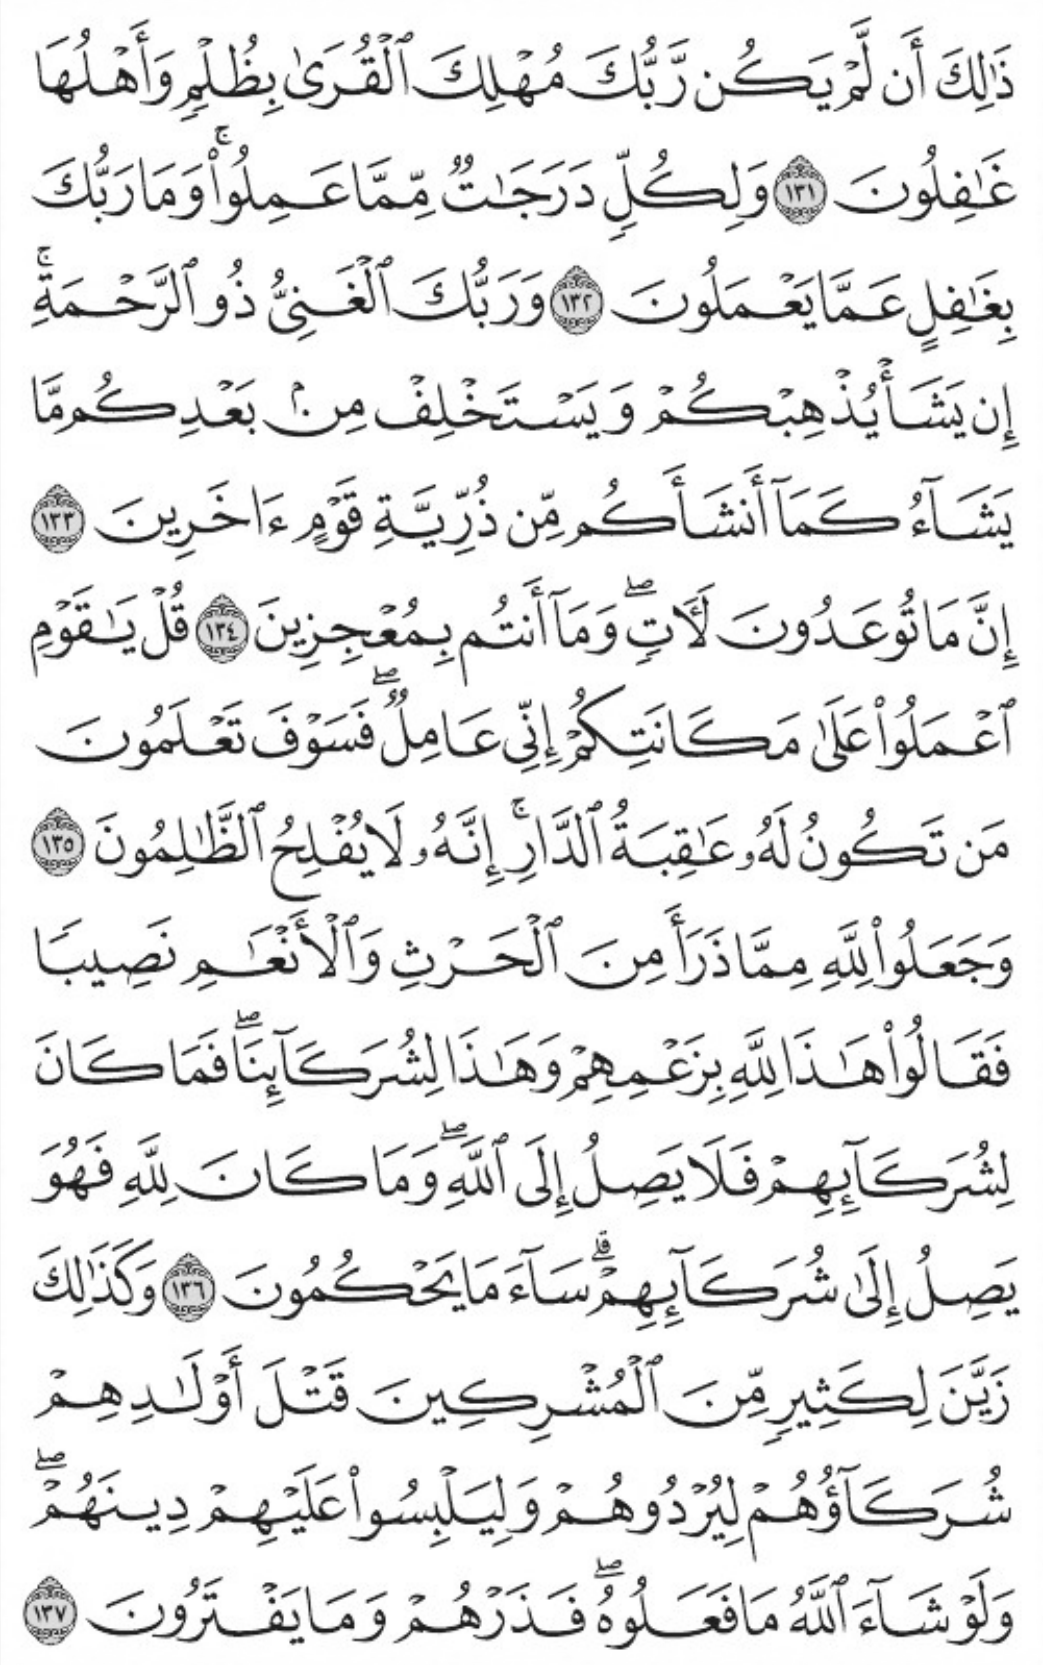 ذَٰلِكَ أَن لَّمْ يَكُن رَّبُّكَ مُهْلِكَ ٱلْقُرَىٰ بِظُلْمٍ وَأَهْلُهَا
غَٰفِلُونَ ١٣١ وَلِكُلٍّ دَرَجَٰتٌ مِّمَّا عَمِلُوا۟ ۚ وَمَا رَبُّكَ
بِغَٰفِلٍ عَمَّا يَعْمَلُونَ ١٣٢ وَرَبُّكَ ٱلْغَنِىُّ ذُو ٱلرَّحْمَةِ ۚ
إِن يَشَأْ يُذْهِبْكُمْ وَيَسْتَخْلِفْ مِنۢ بَعْدِكُم مَّا
يَشَآءُ كَمَآ أَنشَأَكُم مِّن ذُرِّيَّةِ قَوْمٍ ءَاخَرِينَ ١٣٣
إِنَّ مَا تُوعَدُونَ لَءَاتٍ ۖ وَمَآ أَنتُم بِمُعْجِزِينَ ١٣٤ قُلْ يَٰقَوْمِ
ٱعْمَلُوا۟ عَلَىٰ مَكَانَتِكُمْ إِنِّى عَامِلٌ ۖ فَسَوْفَ تَعْلَمُونَ
مَن تَكُونُ لَهُۥ عَٰقِبَةُ ٱلدَّارِ ۚ إِنَّهُۥ لَا يُفْلِحُ ٱلظَّٰلِمُونَ ١٣٥
وَجَعَلُوا۟ لِلَّهِ مِمَّا ذَرَأَ مِنَ ٱلْحَرْثِ وَٱلْأَنْعَٰمِ نَصِيبًا
فَقَالُوا۟ هَٰذَا لِلَّهِ بِزَعْمِهِمْ وَهَٰذَا لِشُرَكَآئِنَا ۖ فَمَا كَانَ
لِشُرَكَآئِهِمْ فَلَا يَصِلُ إِلَى ٱللَّهِ ۖ وَمَا كَانَ لِلَّهِ فَهُوَ
يَصِلُ إِلَىٰ شُرَكَآئِهِمْ ۗ سَآءَ مَا يَحْكُمُونَ ١٣٦ وَكَذَٰلِكَ
زَيَّنَ لِكَثِيرٍ مِّنَ ٱلْمُشْرِكِينَ قَتْلَ أَوْلَٰدِهِمْ
شُرَكَآؤُهُمْ لِيُرْدُوهُمْ وَلِيَلْبِسُوا۟ عَلَيْهِمْ دِينَهُمْ ۖ
وَلَوْ شَآءَ ٱللَّهُ مَا فَعَلُوهُ ۖ فَذَرْهُمْ وَمَا يَفْتَرُونَ ١٣٧